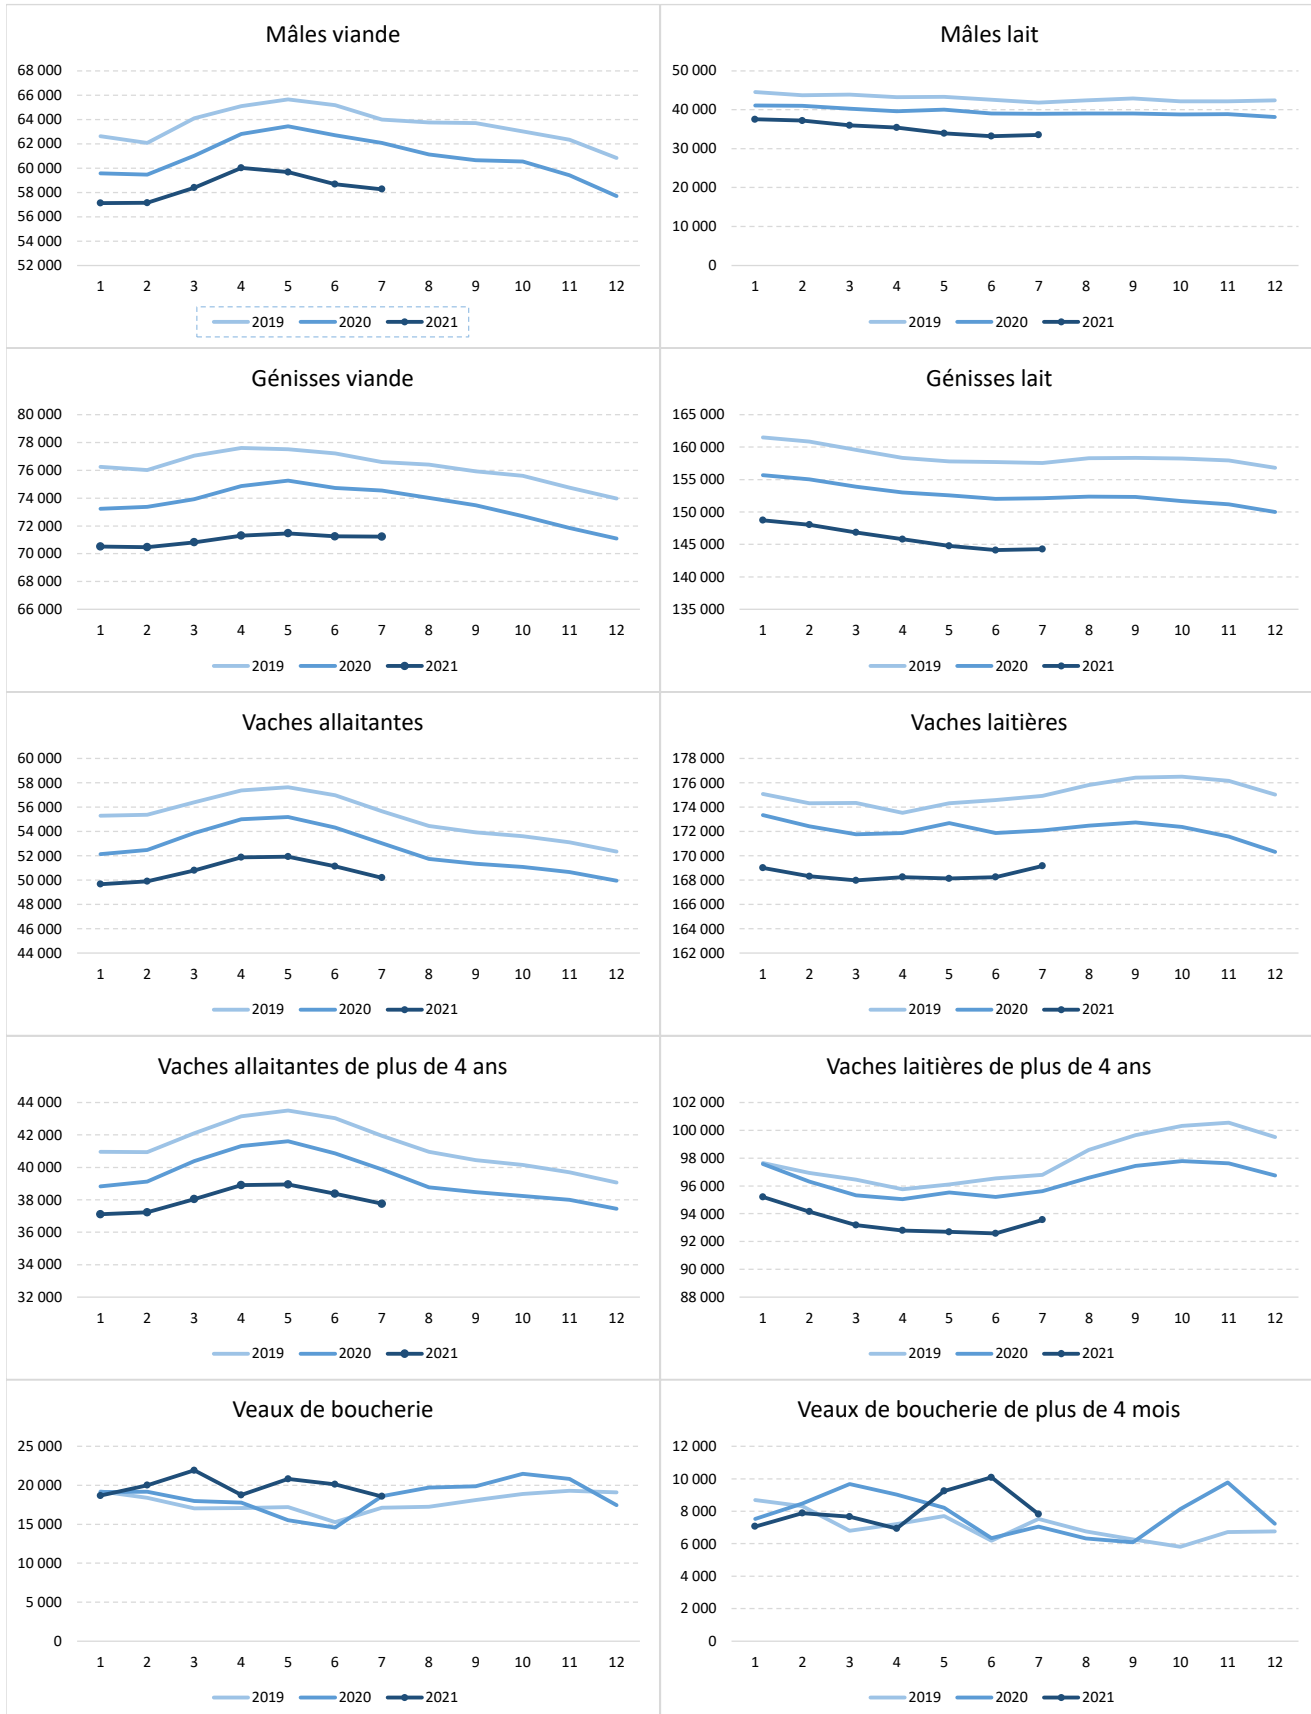 Mâles viande
68 000
66 000
64 000
62 000
60 000
58 000
56 000
54 000
52 000
1 2 3 4 5 6 7 8 9 10 11 12
2019 2020 2021
Mâles lait
50 000
40 000
30 000
20 000
10 000
0
1 2 3 4 5 6 7 8 9 10 11 12
2019 2020 2021
Génisses viande
80 000
78 000
76 000
74 000
72 000
70 000
68 000
66 000
1 2 3 4 5 6 7 8 9 10 11 12
2019 2020 2021
Génisses lait
165 000
160 000
155 000
150 000
145 000
140 000
135 000
1 2 3 4 5 6 7 8 9 10 11 12
2019 2020 2021
Vaches allaitantes
60 000
58 000
56 000
54 000
52 000
50 000
48 000
46 000
44 000
1 2 3 4 5 6 7 8 9 10 11 12
2019 2020 2021
Vaches laitières
178 000
176 000
174 000
172 000
170 000
168 000
166 000
164 000
162 000
1 2 3 4 5 6 7 8 9 10 11 12
2019 2020 2021
Vaches allaitantes de plus de 4 ans
44 000
42 000
40 000
38 000
36 000
34 000
32 000
1 2 3 4 5 6 7 8 9 10 11 12
2019 2020 2021
Vaches laitières de plus de 4 ans
102 000
100 000
98 000
96 000
94 000
92 000
90 000
88 000
1 2 3 4 5 6 7 8 9 10 11 12
2019 2020 2021
Veaux de boucherie
25 000
20 000
15 000
10 000
5 000
0
1 2 3 4 5 6 7 8 9 10 11 12
2019 2020 2021
Veaux de boucherie de plus de 4 mois
12 000
10 000
8 000
6 000
4 000
2 000
0
1 2 3 4 5 6 7 8 9 10 11 12
2019 2020 2021